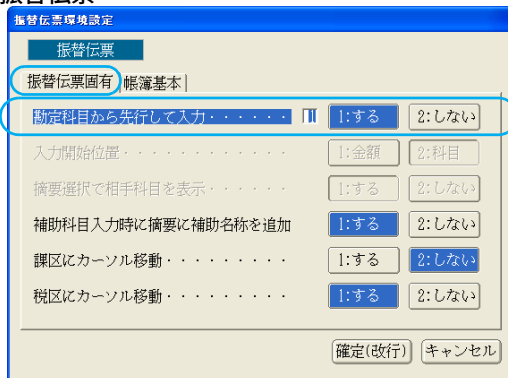 振替伝票
振替伝票環境設定
振替伝票
振替伝票固有 帳簿基本
勘定科目から先行して入力・・・・・・ 1:する 2:しない
入力開始位置・・・・・・・・・・・・ 1:金額 2:科目
摘要選択で相手科目を表示・・・・・・ 1:する 2:しない
補助科目入力時に摘要に補助名称を追加 1:する 2:しない
課区にカーソル移動・・・・・・・・・ 1:する 2:しない
税区にカーソル移動・・・・・・・・・ 1:する 2:しない
確定(改行) キャンセル